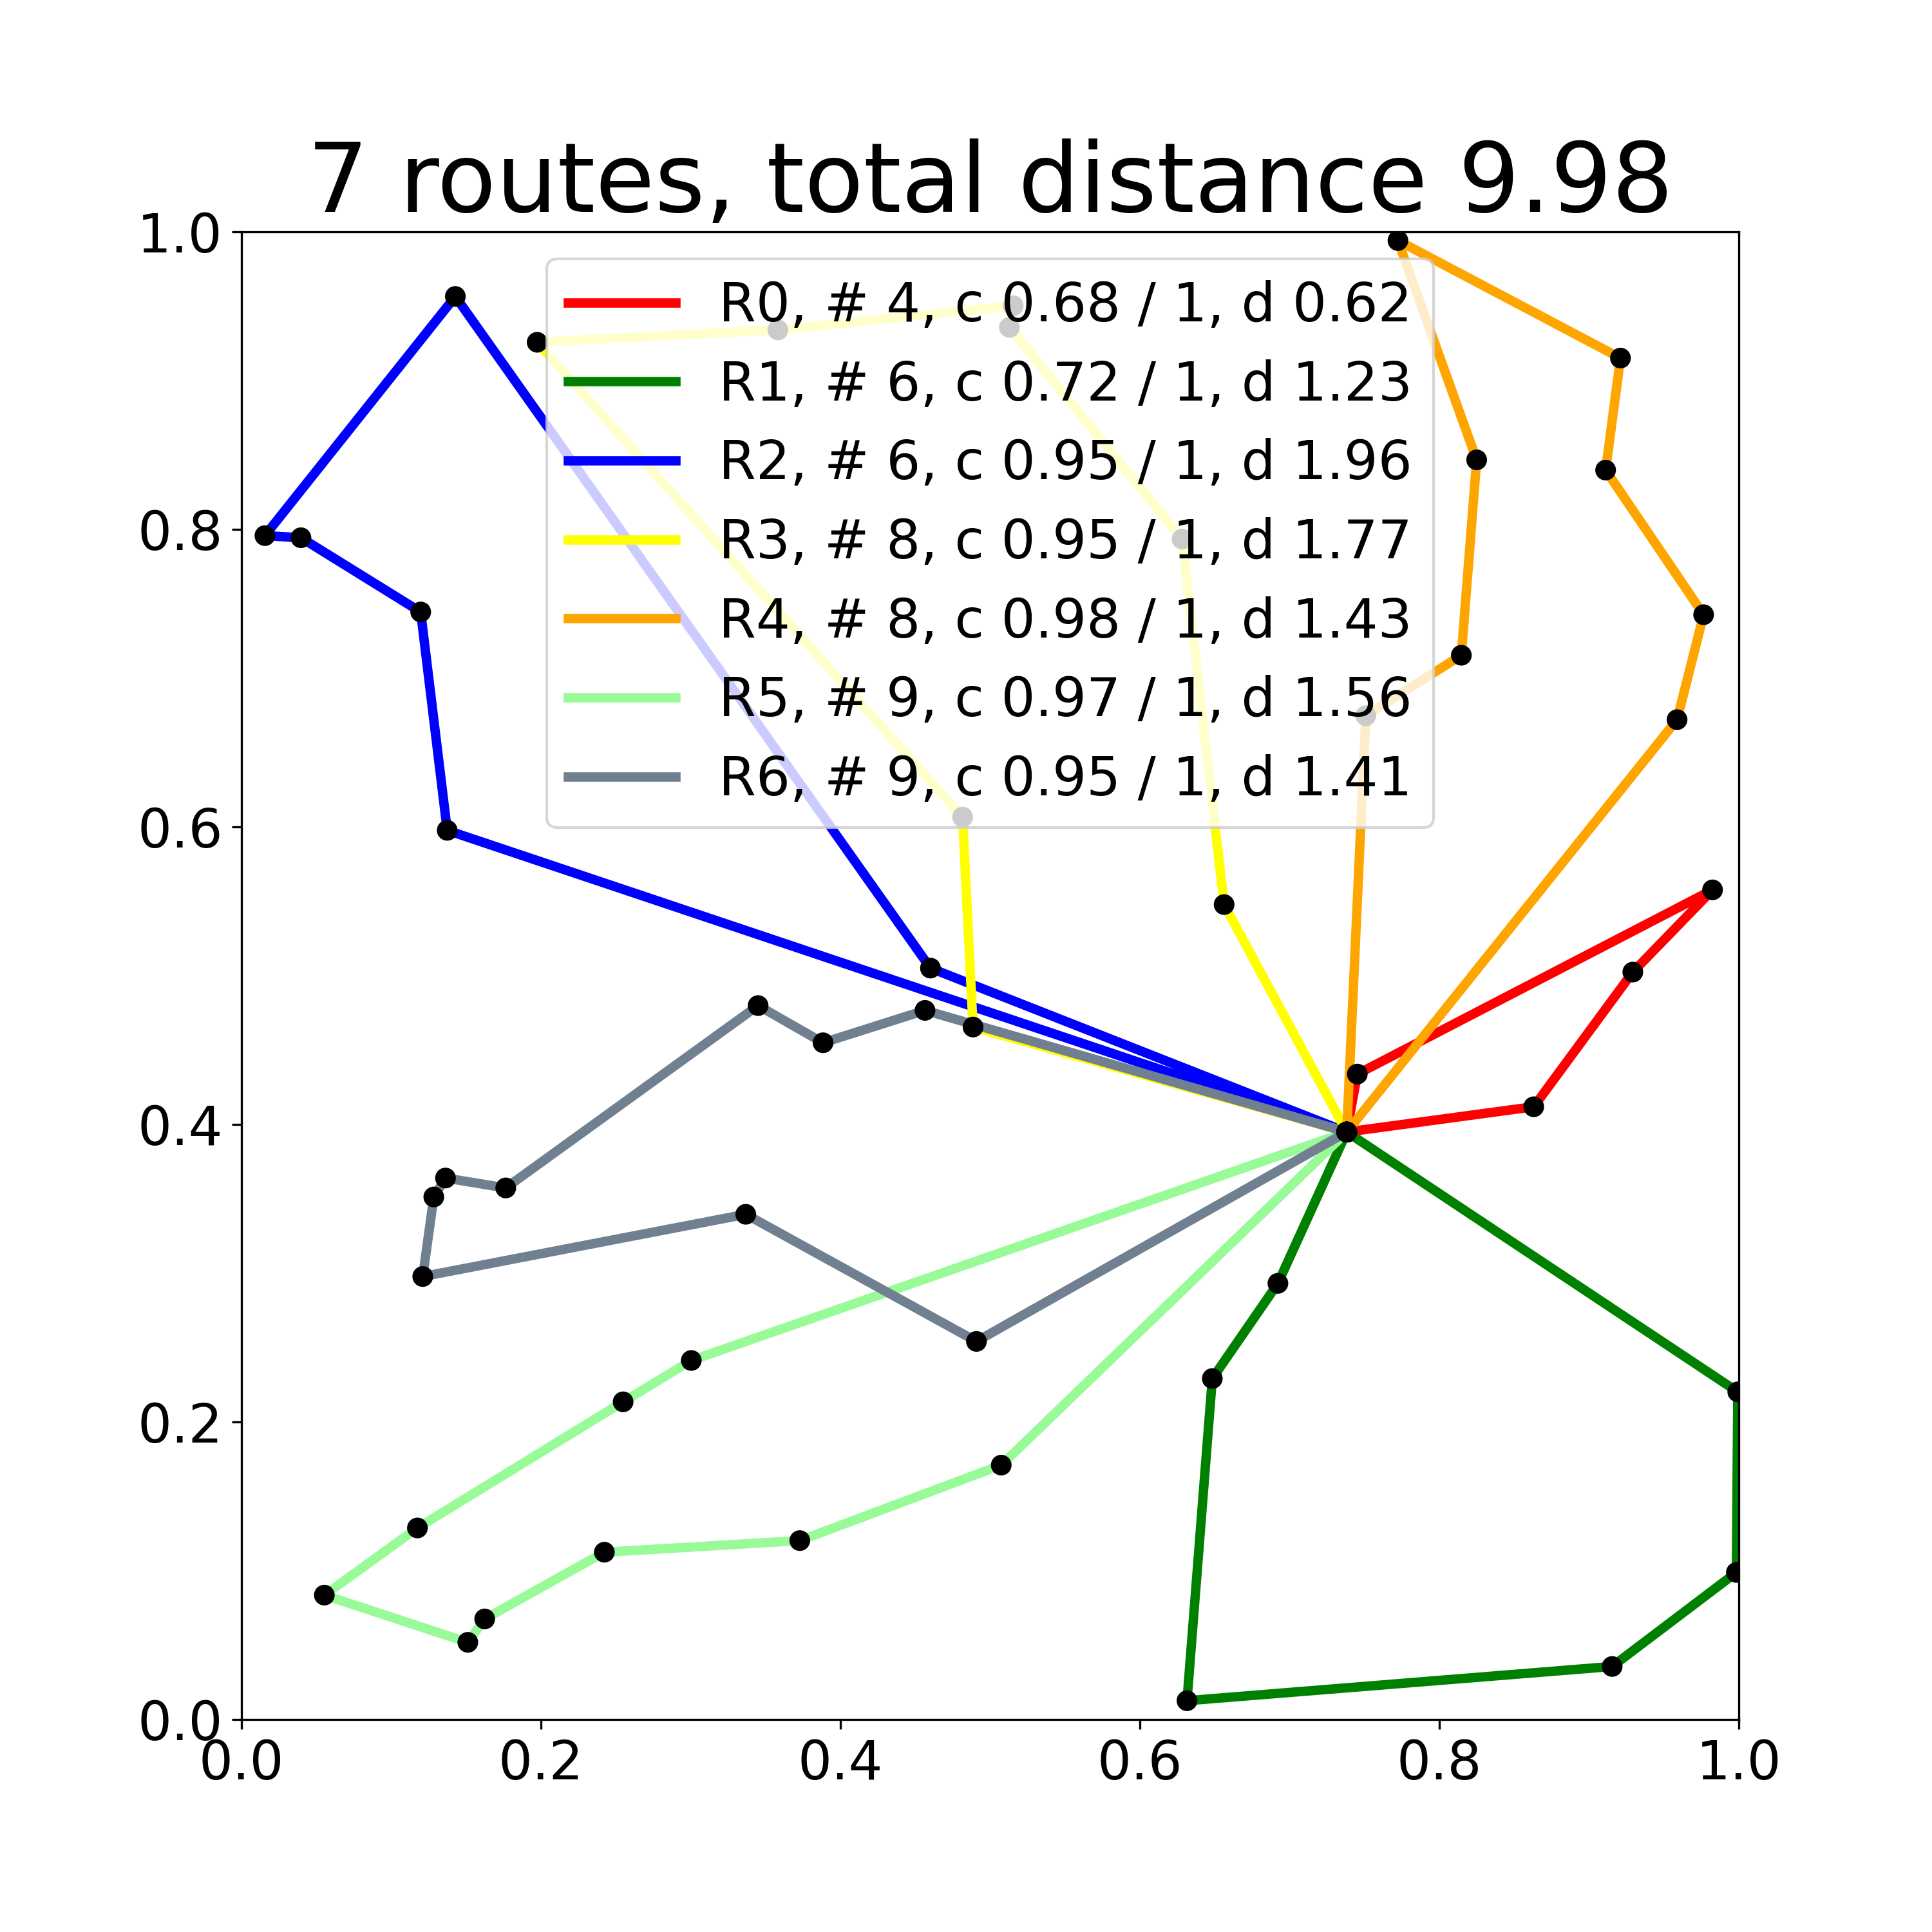 7 routes, total distance 9.98
1.0
0.8
0.6
0.4
0.2
0.0
R0, # 4, c 0.68 / 1, d 0.62
R1, # 6, c 0.72 / 1, d 1.23
R2, # 6, c 0.95 / 1, d 1.96
R3, # 8, c 0.95 / 1, d 1.77
R4, # 8, c 0.98 / 1, d 1.43
R5, # 9, c 0.97 / 1, d 1.56
R6, # 9, c 0.95 / 1, d 1.41
0.0 0.2 0.4 0.6 0.8 1.0